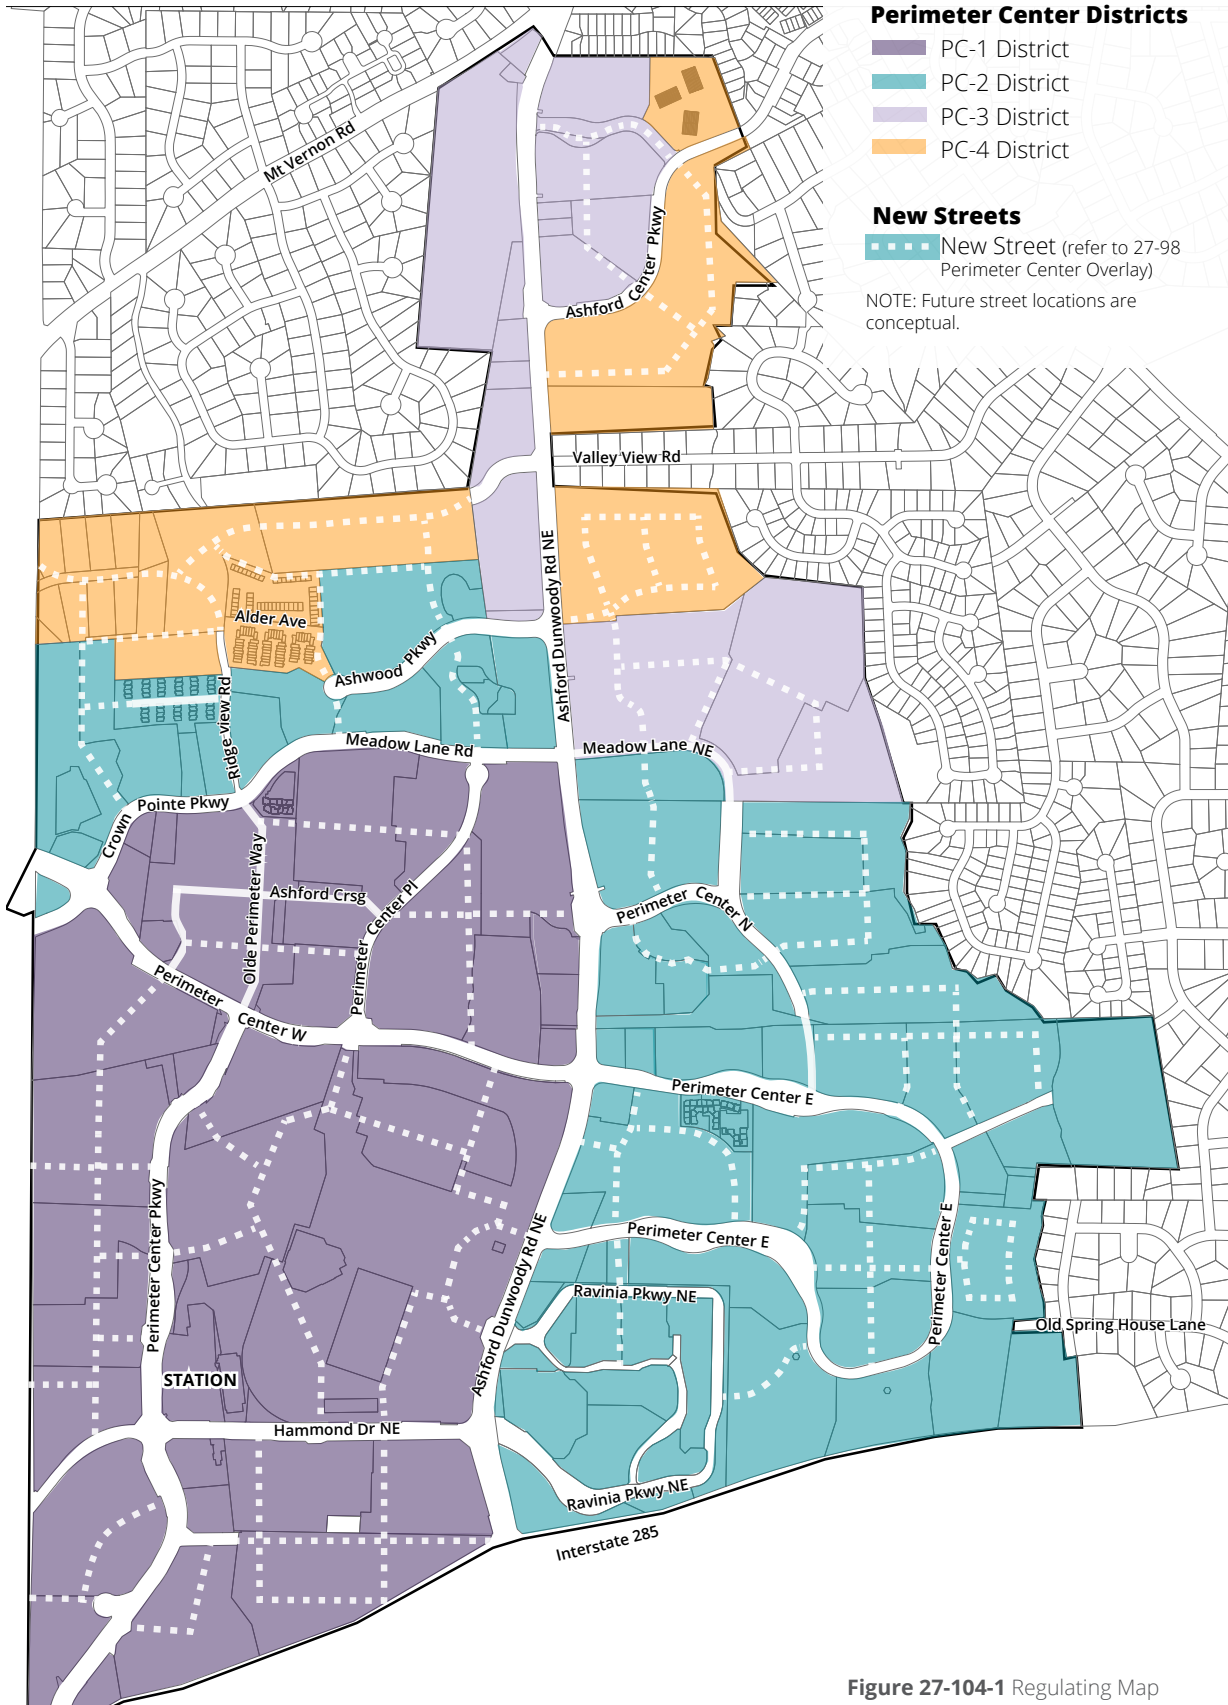 Perimeter Center Districts
PC-1 District
PC-2 District
PC-3 District
PC-4 District
New Streets
New Street (refer to 27-98
Perimeter Center Overlay)
NOTE: Future street locations are
conceptual.
Mt Vernon Rd
Ashford Center Pkwy
Valley View Rd
Ashford Dunwoody Rd NE
Alder Ave
Ashwood Pkwy
Ridge view Rd
Meadow Lane Rd
Meadow Lane NE
Crown Pointe Pkwy
Olde Perimeter Way
Ashford Crsg
Perimeter Center Pl
Perimeter Center N
Perimeter Center W
Perimeter Center E
Perimeter Center Pkwy
Perimeter Center E
Perimeter Center E
Ashford Dunwoody Rd NE
Ravinia Pkwy NE
Old Spring House Lane
STATION
Hammond Dr NE
Ravinia Pkwy NE
Interstate 285
Figure 27-104-1 Regulating Map